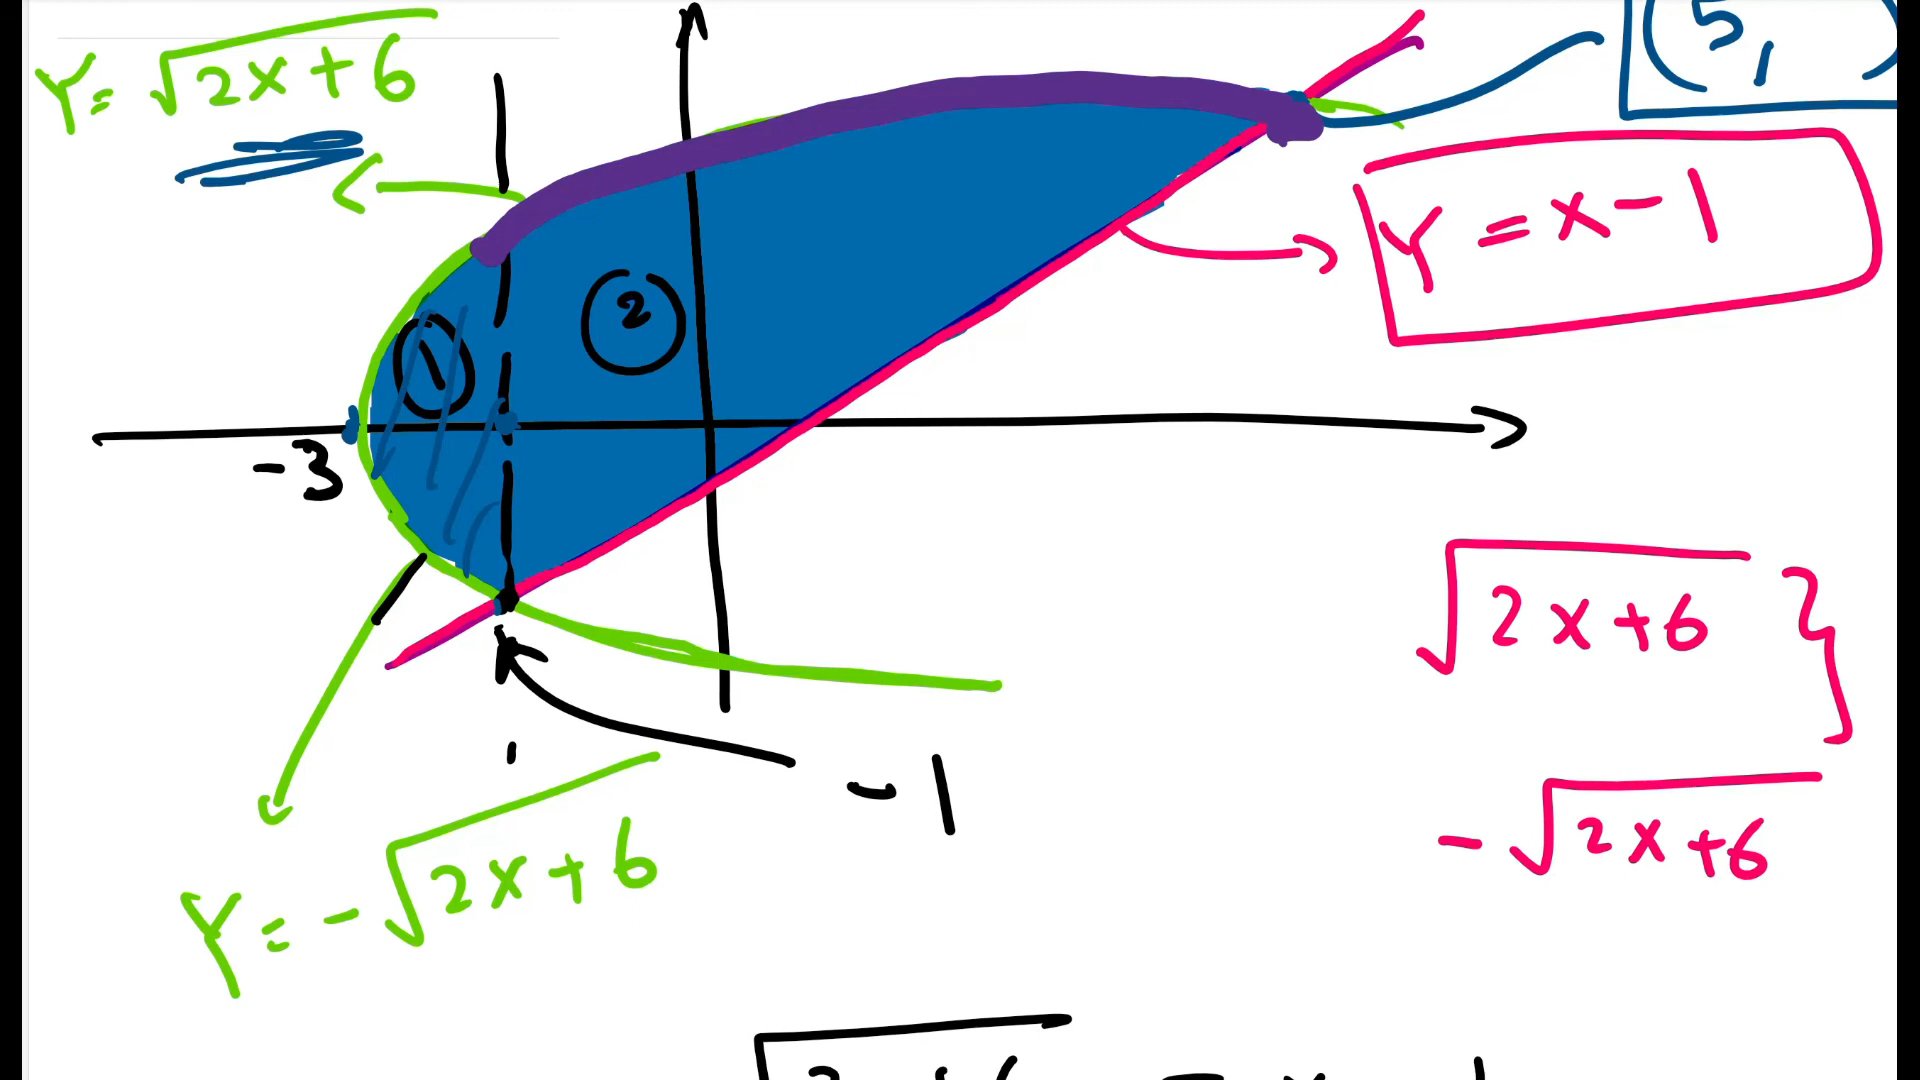 Y = √2x+6
(5,
Y = x - 1
2
1
-3
√2x+6
-1
-√2x+6
Y = -√2x+6